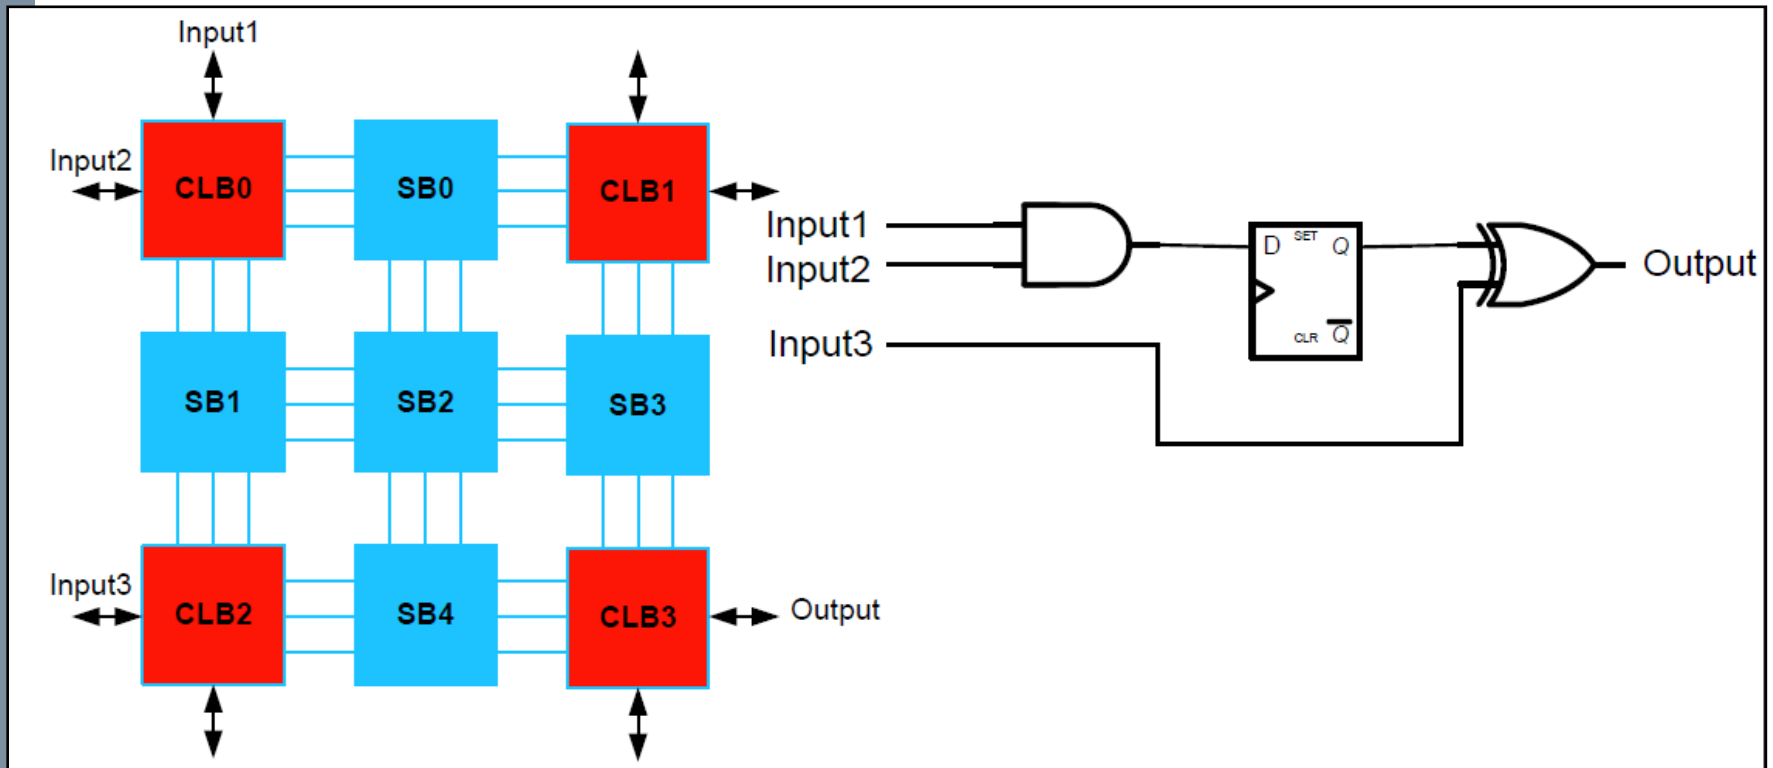 Input1
Input2
CLB0
SB0
CLB1
SB1
SB2
SB3
Input3
CLB2
SB4
CLB3
Output
Input1
Input2
Input3
D SET Q
CLR Q̅
Output